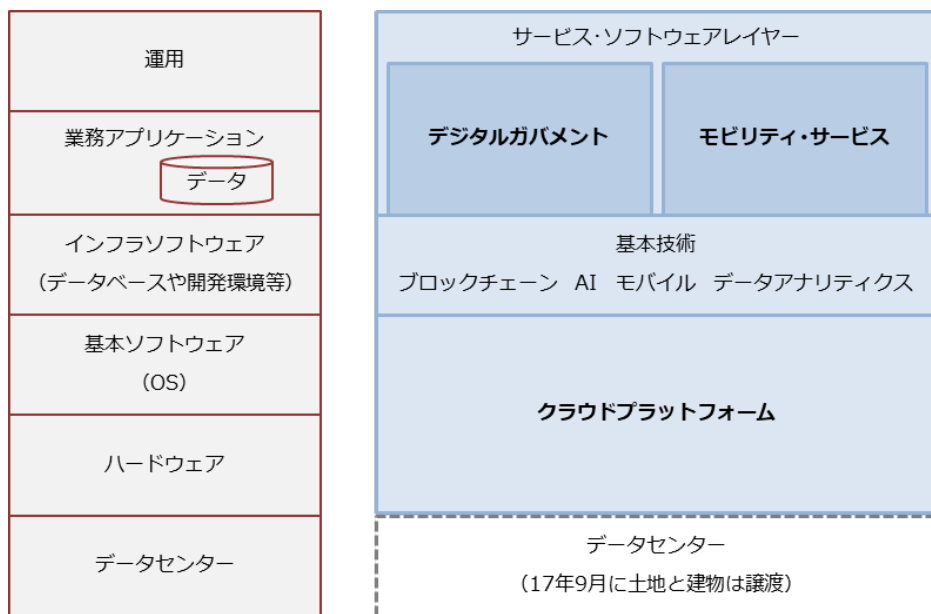 運用
業務アプリケーション
データ
インフラソフトウェア
（データベースや開発環境等）
基本ソフトウェア
（OS）
ハードウェア
データセンター
サービス・ソフトウェアレイヤー
デジタルガバメント
モビリティ・サービス
基本技術
ブロックチェーン AI モバイル データアナリティクス
クラウドプラットフォーム
データセンター
（17年9月に土地と建物は譲渡）